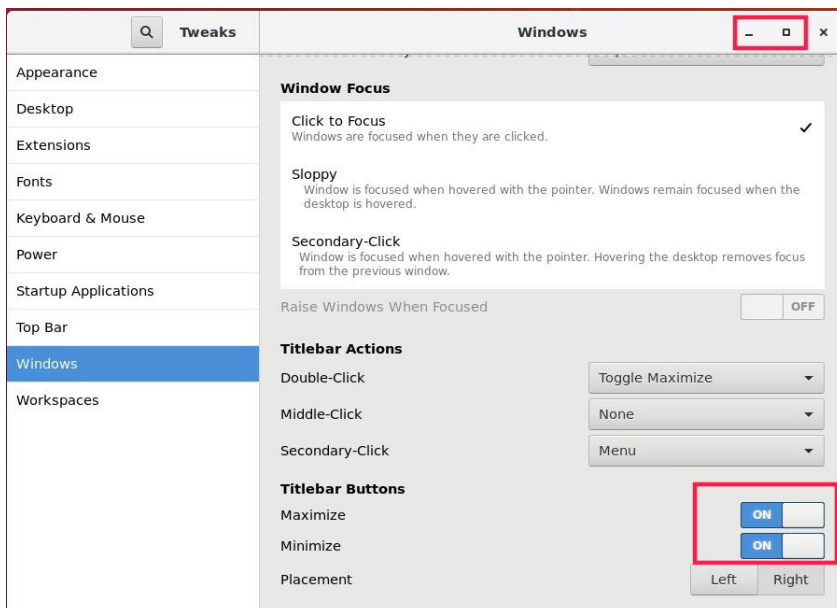 Tweaks
Windows
Appearance
Desktop
Extensions
Fonts
Keyboard & Mouse
Power
Startup Applications
Top Bar
Windows
Workspaces
Window Focus
Click to Focus
Windows are focused when they are clicked.
Sloppy
Window is focused when hovered with the pointer. Windows remain focused when the
desktop is hovered.
Secondary-Click
Window is focused when hovered with the pointer. Hovering the desktop removes focus
from the previous window.
Raise Windows When Focused OFF
Titlebar Actions
Double-Click Toggle Maximize
Middle-Click None
Secondary-Click Menu
Titlebar Buttons
Maximize ON
Minimize ON
Placement Left Right